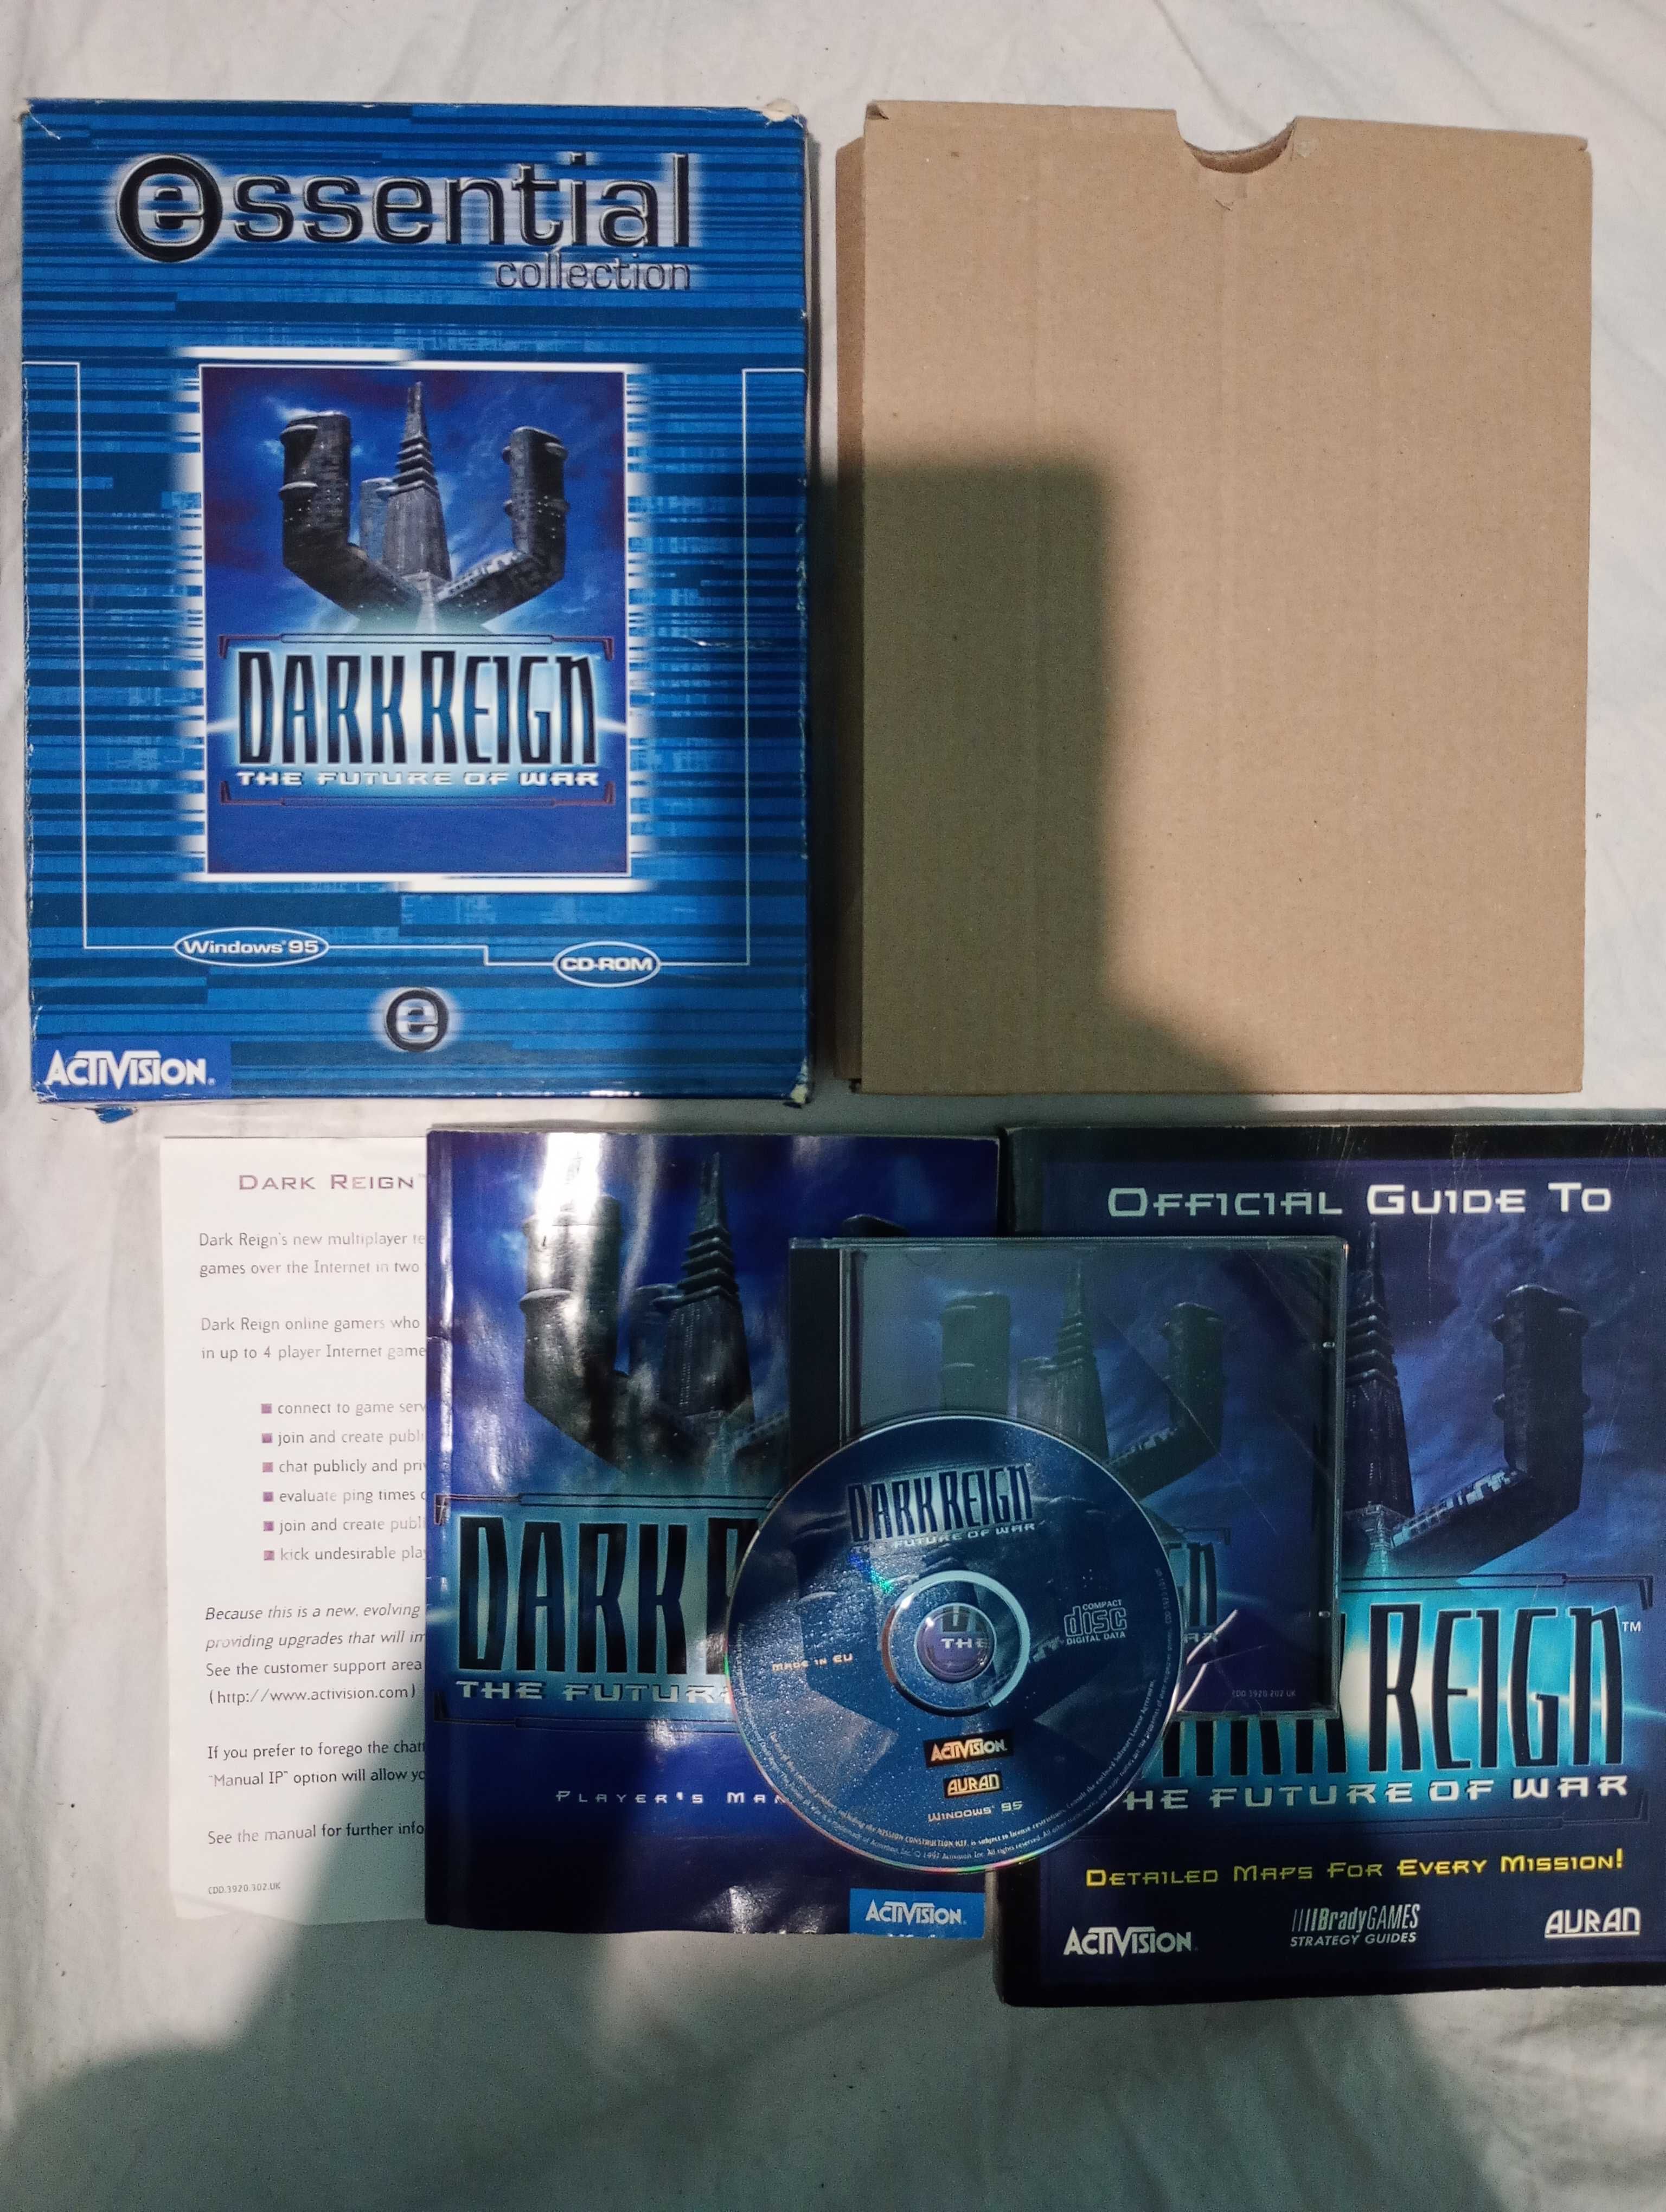 essential
collection
DARK REIGN
THE FUTURE OF WAR
Windows® 95
CD-ROM
e
ACTIVISION®
DARK REIGN™
Dark Reign's new multiplayer
games over the Internet in two
Dark Reign online gamers who
in up to 4 player Internet game
connect to game serv
join and create publi
chat publicly and pri
evaluate ping times
join and create publi
kick undesirable pla
Because this is a new, evolving
providing upgrades that will im
See the customer support area
(http://www.activision.com)
If you prefer to forego the
"Manual IP" option will allow
See the manual for further info
CDD.3920.302.UK
DARK
THE FUTUR
PLAYER'S MAN
ACTIVISION®
DARK REIGN
THE FUTURE OF WAR
COMPACT
disc
DIGITAL DATA
MADE IN EU
THE
ACTIVISION®
AURAN
WINDOWS® 95
CDD.3920.202.UK
OFFICIAL GUIDE TO
REIGN™
HE FUTURE OF WAR
DETAILED MAPS FOR EVERY MISSION!
ACTIVISION®
BradyGAMES
STRATEGY GUIDES
AURAN